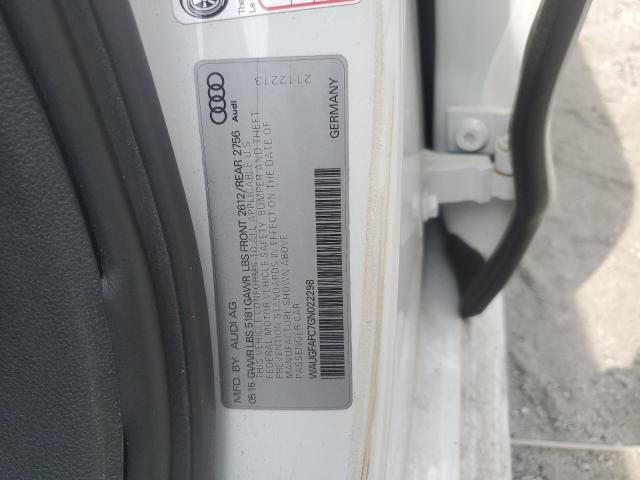 MFD BY AUDI AG
05 15 GVWR LBS 5181 GAWR LBS FRONT 2612/REAR 2756
THIS VEHICLE CONFORMS TO ALL APPLICABLE U S
FEDERAL MOTOR VEHICLE SAFETY, BUMPER AND THEFT
PREVENTION STANDARDS IN EFFECT ON THE DATE OF
MANUFACTURE SHOWN ABOVE
PASSENGER CAR
WAUGFAFC7GN022298
GERMANY
Audi
2112213